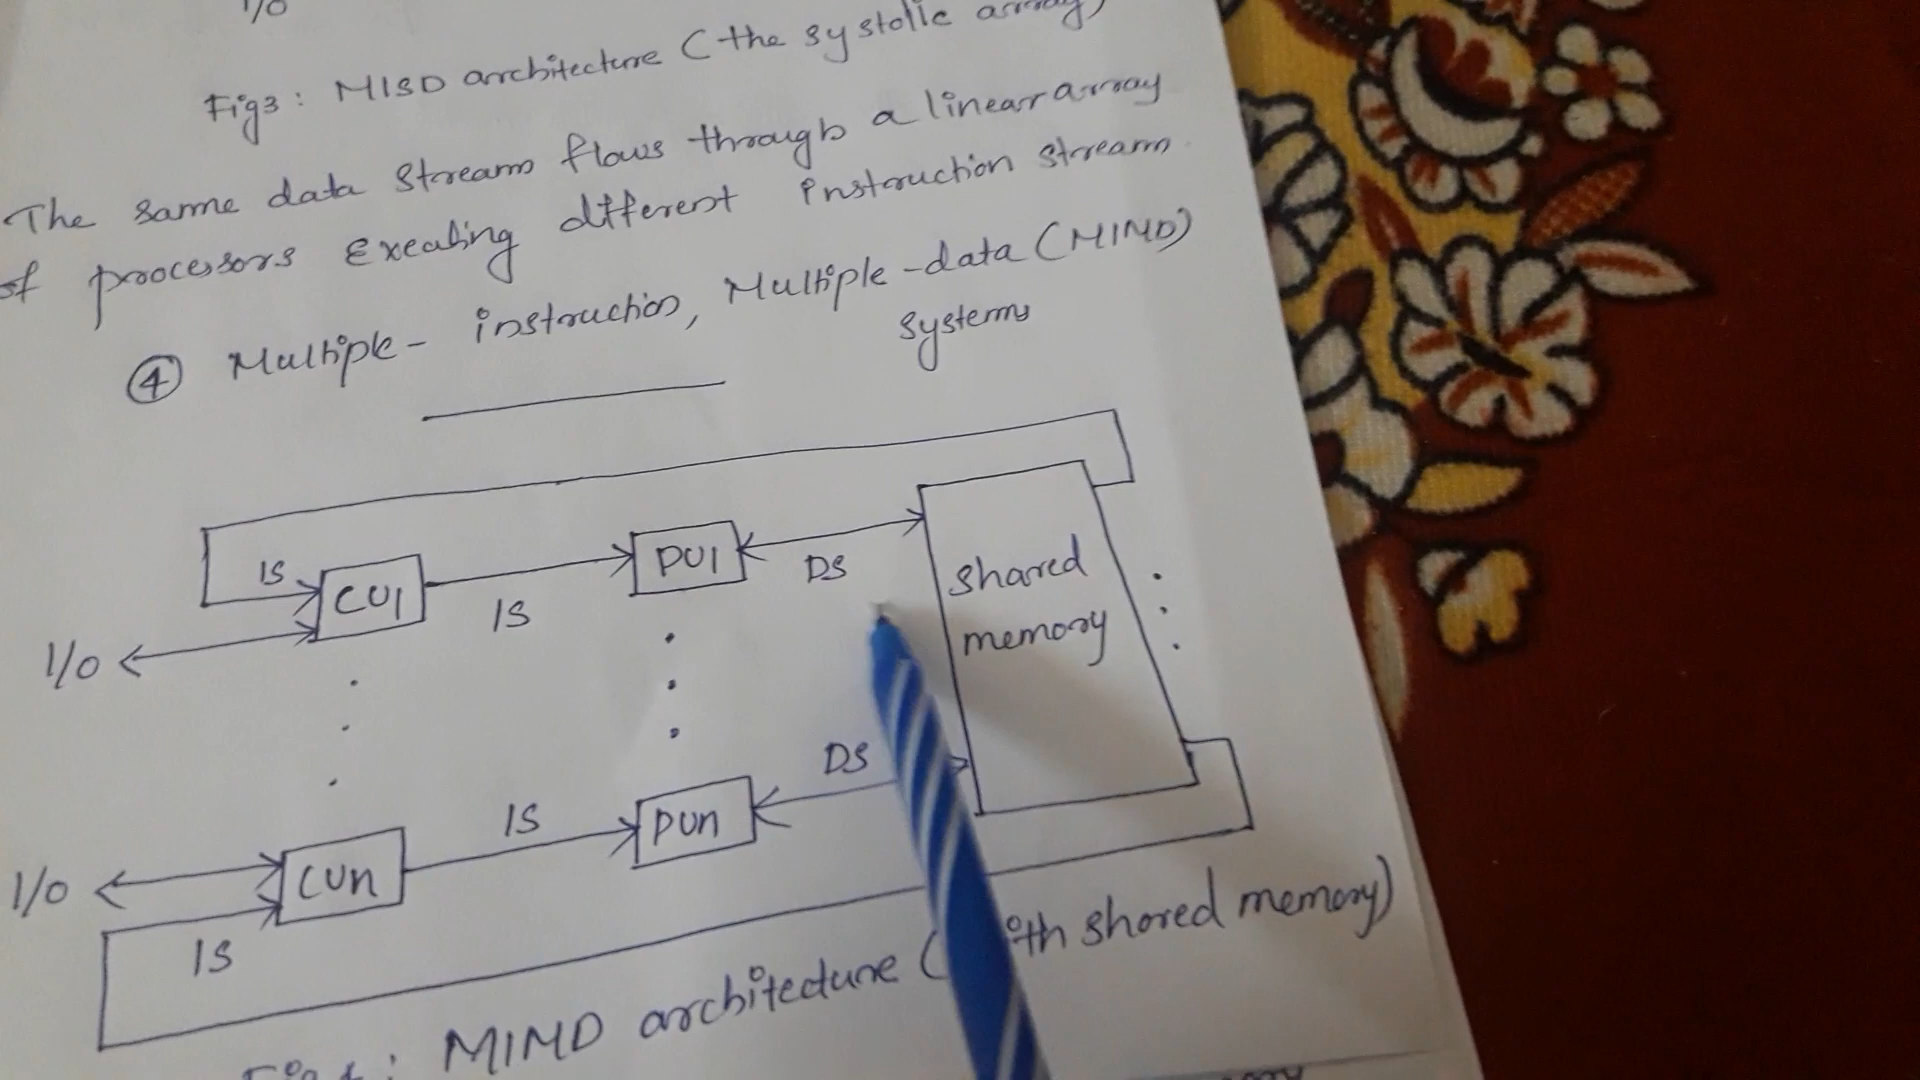 I/O
Fig3: MISD architecture (the systolic array)
The same data stream flows through a linear array
of processors Executing different instruction stream
④ Multiple- instruction, Multiple-data (MIMD)
systems
IS CU1 IS PU1 DS shared
memory
I/O
DS
I/O CUn IS PUn
IS
MIMD architecture ( ith shared memory)